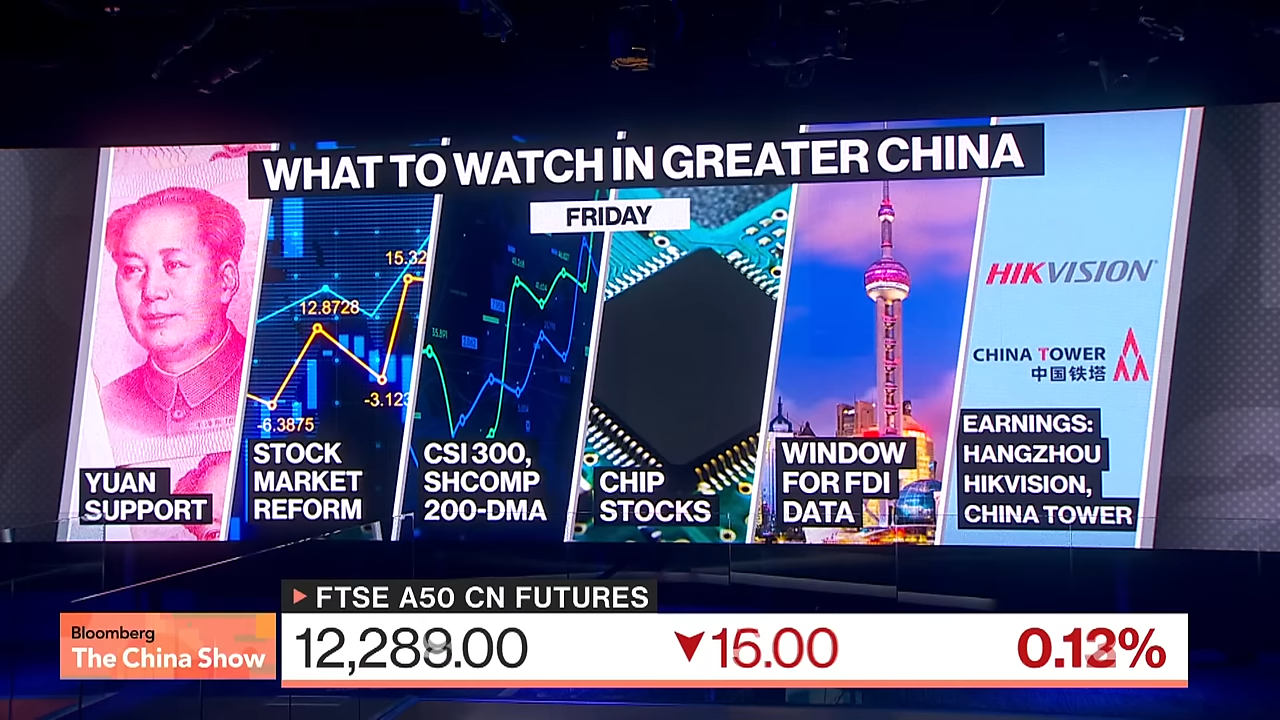 WHAT TO WATCH IN GREATER CHINA
FRIDAY
15.32
12.8728
-3.123
-6.3875
YUAN
SUPPORT
STOCK
MARKET
REFORM
CSI 300,
SHCOMP
200-DMA
CHIP
STOCKS
WINDOW
FOR FDI
DATA
HIKVISION
CHINA TOWER
中国铁塔
EARNINGS:
HANGZHOU
HIKVISION,
CHINA TOWER
FTSE A50 CN FUTURES
Bloomberg
The China Show
12,289.00 ▼15.00 0.13%